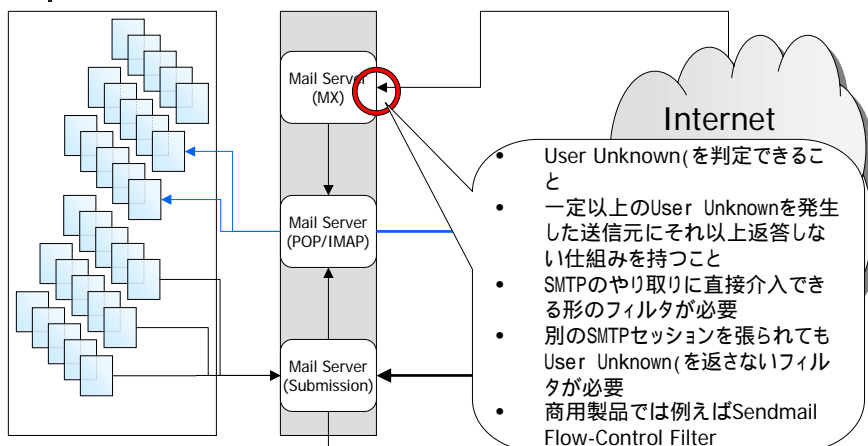 Mail Server
(MX)
Internet
Mail Server
(POP/IMAP)
Mail Server
(Submission)
• User Unknown(を判定できるこ
と
• 一定以上のUser Unknownを発生
した送信元にそれ以上返答しな
い仕組みを持つこと
• SMTPのやり取りに直接介入でき
る形のフィルタが必要
• 別のSMTPセッションを張られても
User Unknown(を返さないフィル
タが必要
• 商用製品では例えばSendmail
Flow-Control Filter